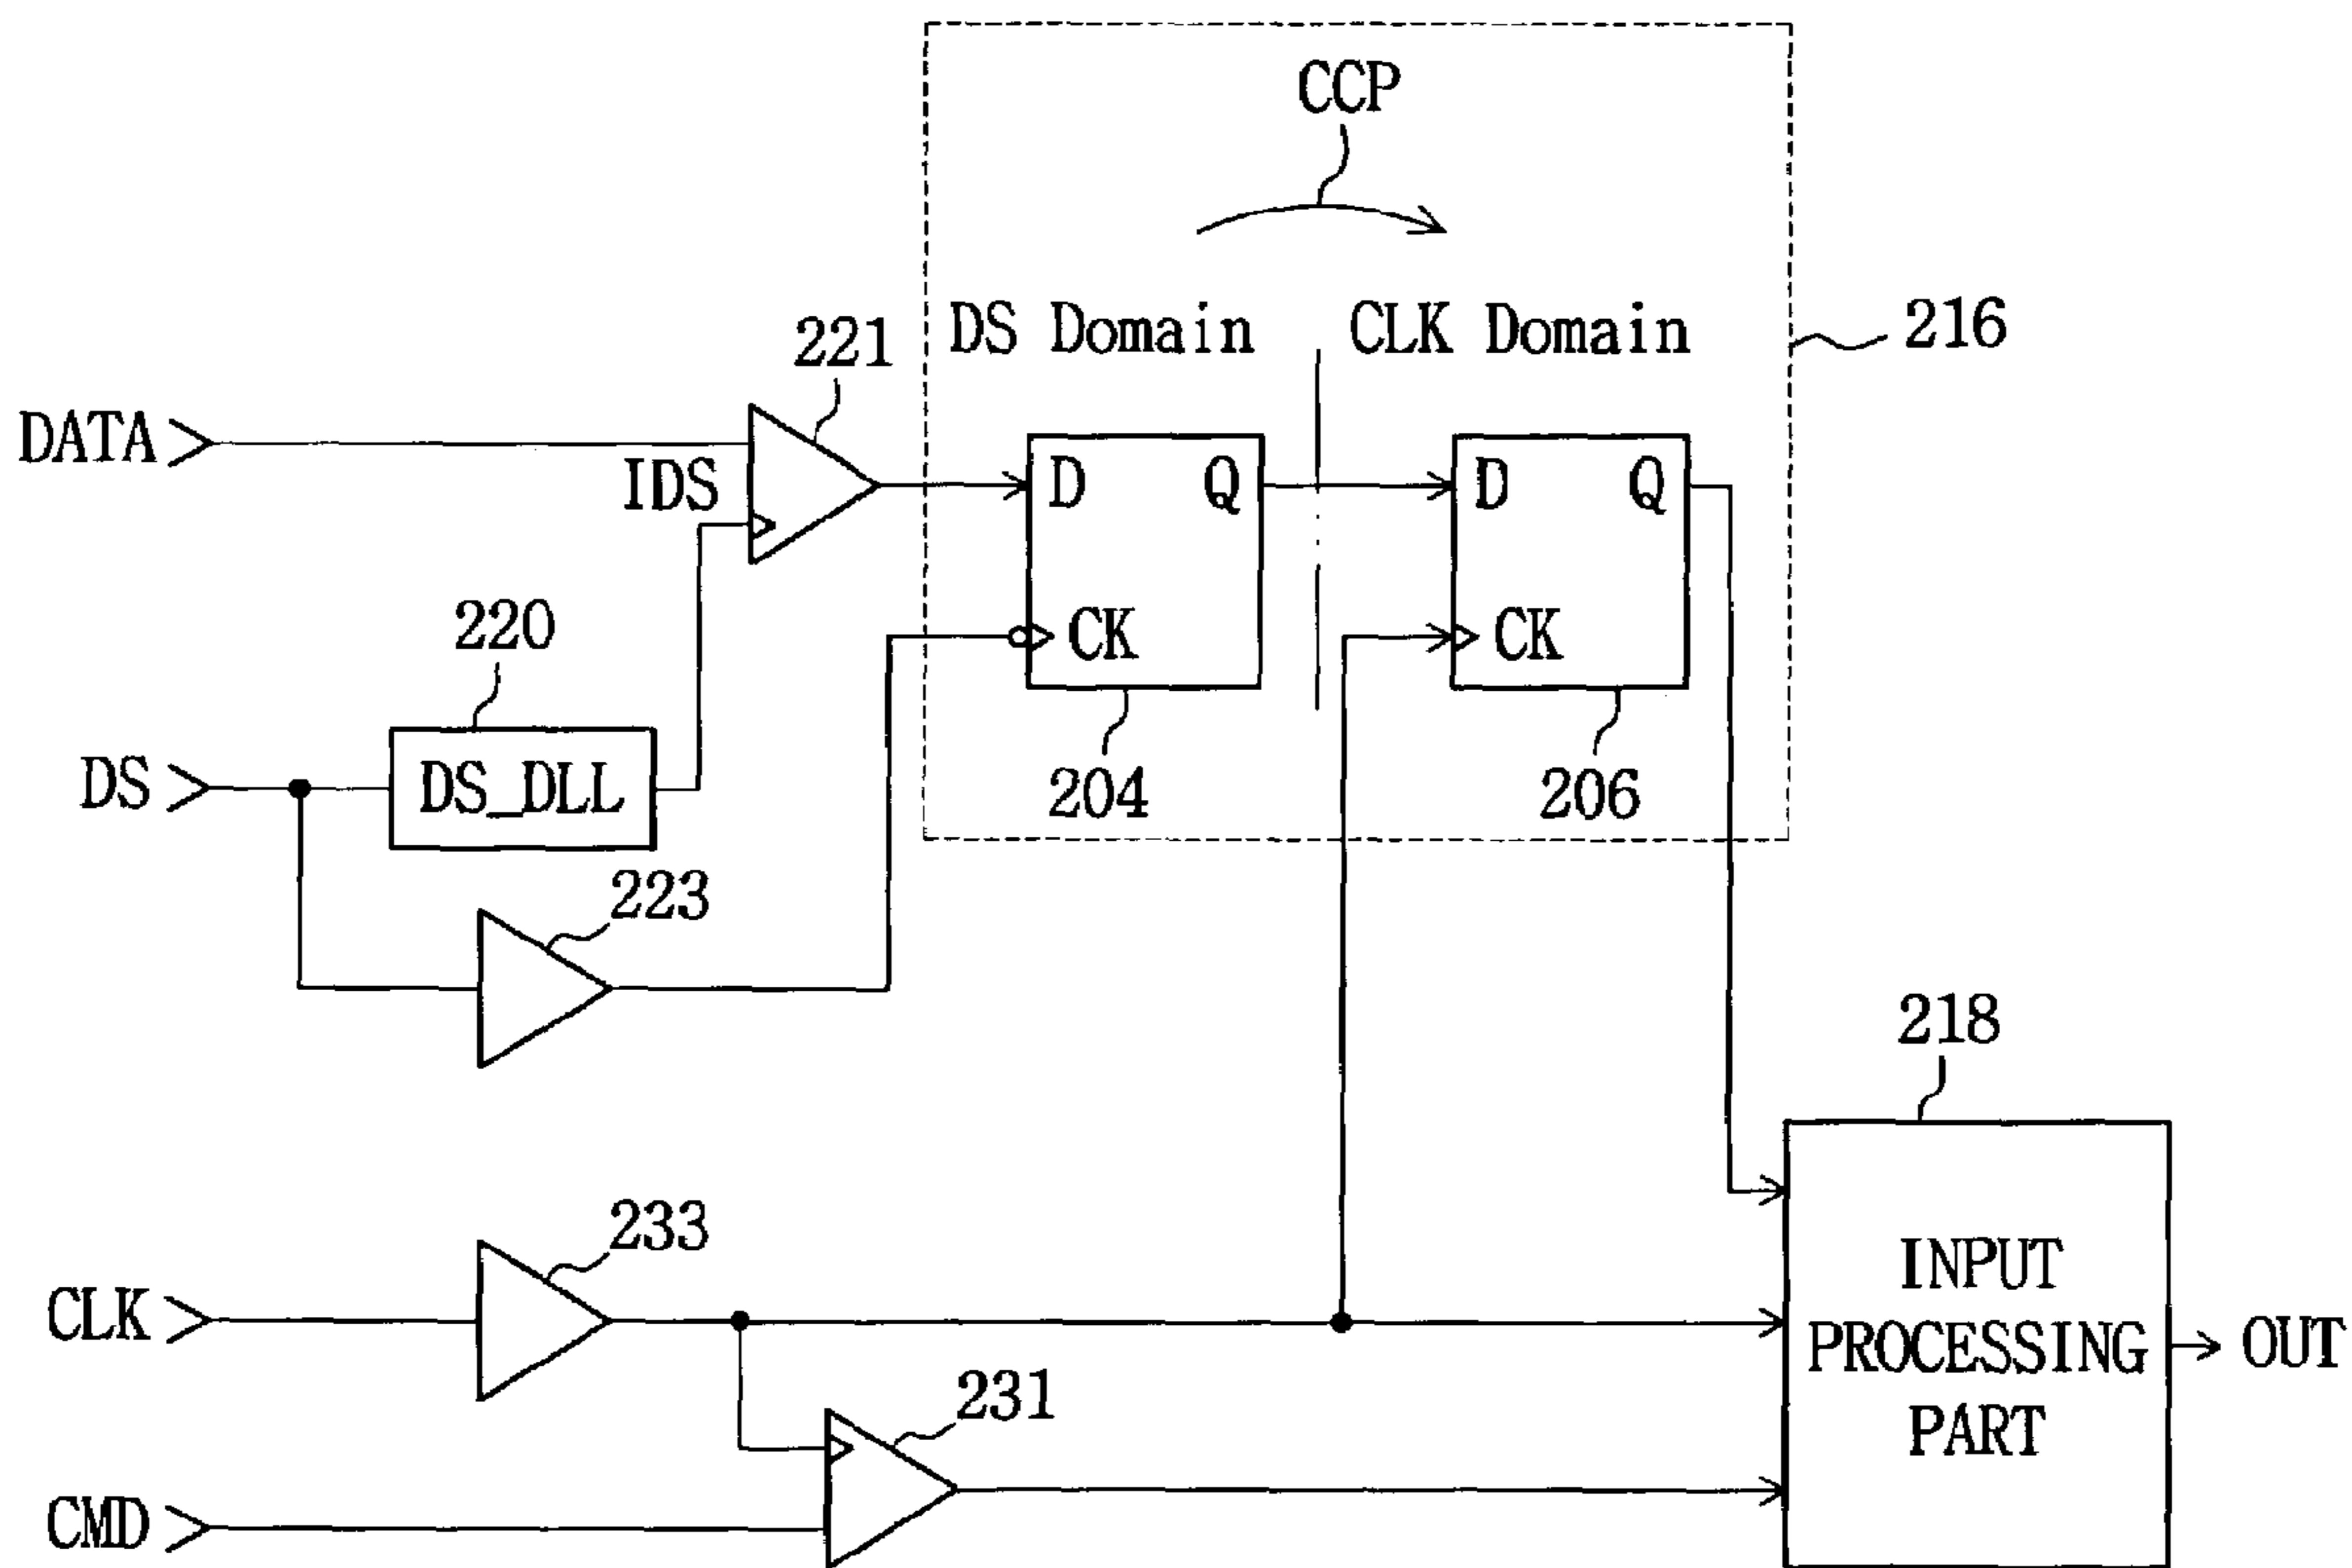 CCP
DS Domain
CLK Domain
216
221
DATA
IDS
D
Q
D
Q
220
CK
CK
DS
DS_DLL
204
206
223
218
233
INPUT
PROCESSING
PART
CLK
OUT
231
CMD